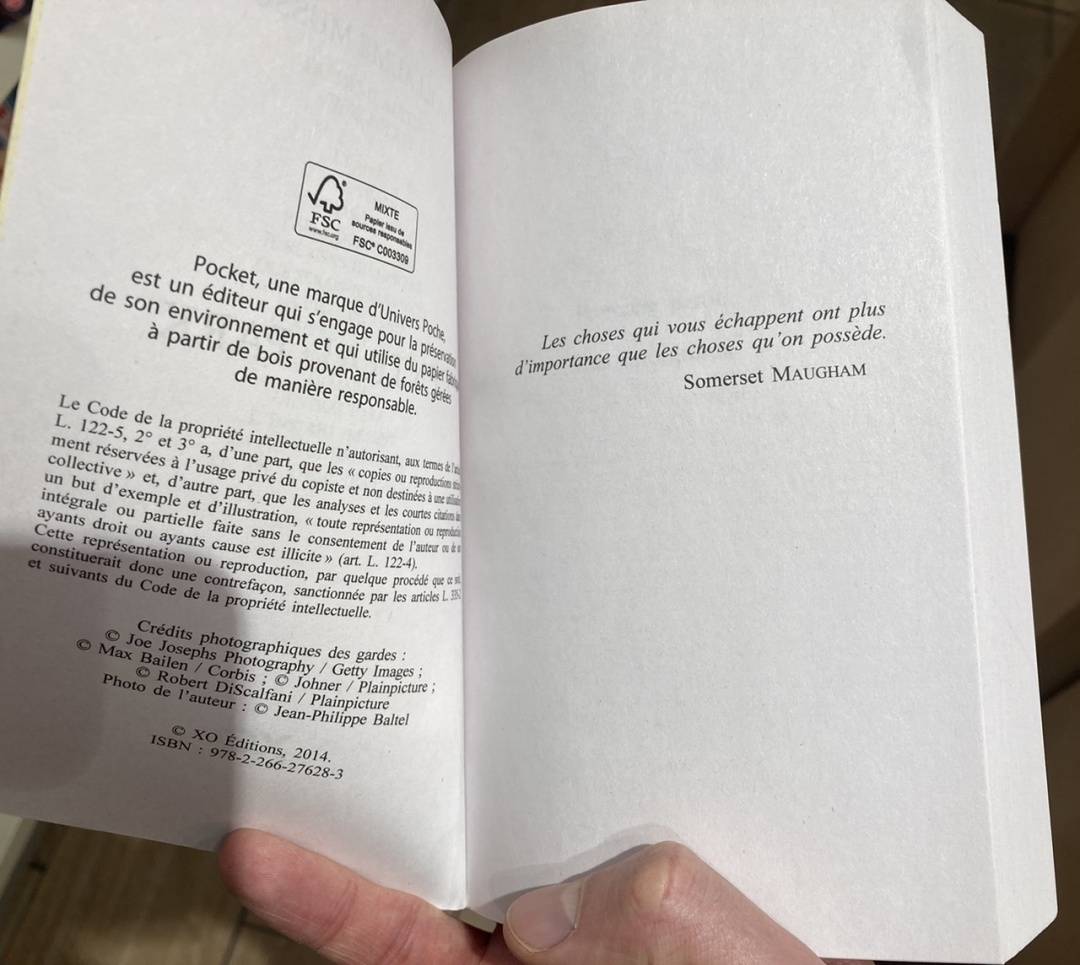 FSC
www.fsc.org
MIXTE
Papier issu de
sources responsables
FSC® C003309
Pocket, une marque d'Univers Poche,
est un éditeur qui s'engage pour la préservation
de son environnement et qui utilise du papier
à partir de bois provenant de forêts gérées
de manière responsable.
Le Code de la propriété intellectuelle n'autorisant, aux termes de
L. 122-5, 2° et 3° a, d'une part, que les « copies ou reproductions
ment réservées à l'usage privé du copiste et non destinées à une
collective » et, d'autre part, que les analyses et les courtes citations
un but d'exemple et d'illustration, « toute représentation ou
intégrale ou partielle faite sans le consentement de l'auteur ou de
ayants droit ou ayants cause est illicite » (art. L. 122-4).
Cette représentation ou reproduction, par quelque procédé que ce
constituerait donc une contrefaçon, sanctionnée par les articles L.
et suivants du Code de la propriété intellectuelle.
Crédits photographiques des gardes :
© Joe Josephs Photography / Getty Images ;
© Max Bailen / Corbis ; © Johner / Plainpicture ;
© Robert DiScalfani / Plainpicture
Photo de l'auteur : © Jean-Philippe Baltel
© XO Éditions, 2014.
ISBN : 978-2-266-27628-3
Les choses qui vous échappent ont plus
d'importance que les choses qu'on possède.
Somerset MAUGHAM